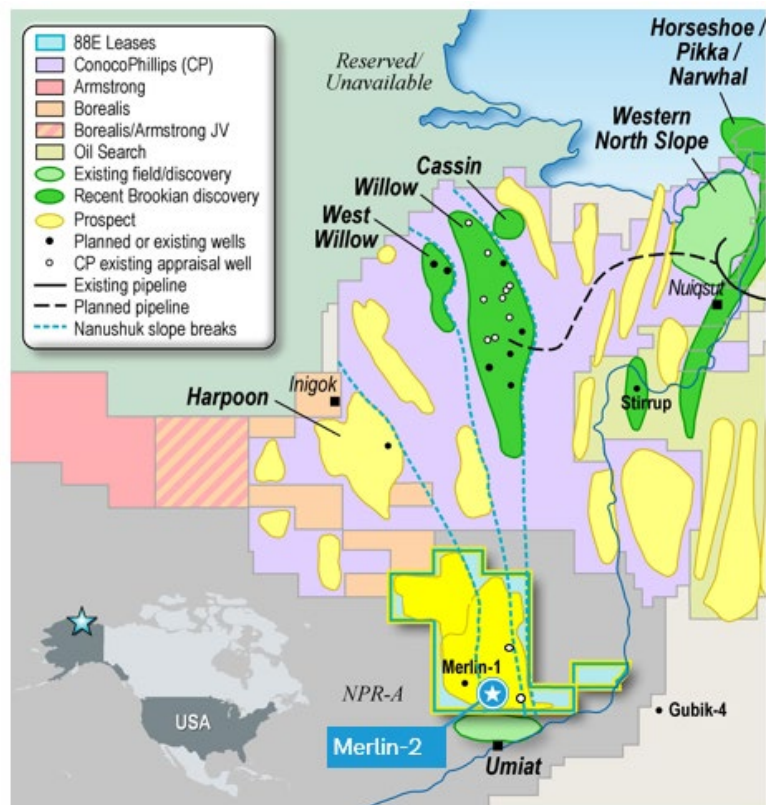 88E Leases
ConocoPhillips (CP)
Armstrong
Borealis
Borealis/Armstrong JV
Oil Search
Existing field/discovery
Recent Brookian discovery
Prospect
Planned or existing wells
CP existing appraisal well
Existing pipeline
Planned pipeline
Nanushuk slope breaks
Reserved/
Unavailable
Horseshoe /
Pikka /
Narwhal
Western
North Slope
Cassin
Willow
West
Willow
Nuiqsut
Harpoon
Inigok
Stirrup
Merlin-1
NPR-A
Gubik-4
USA
Merlin-2
Umiat